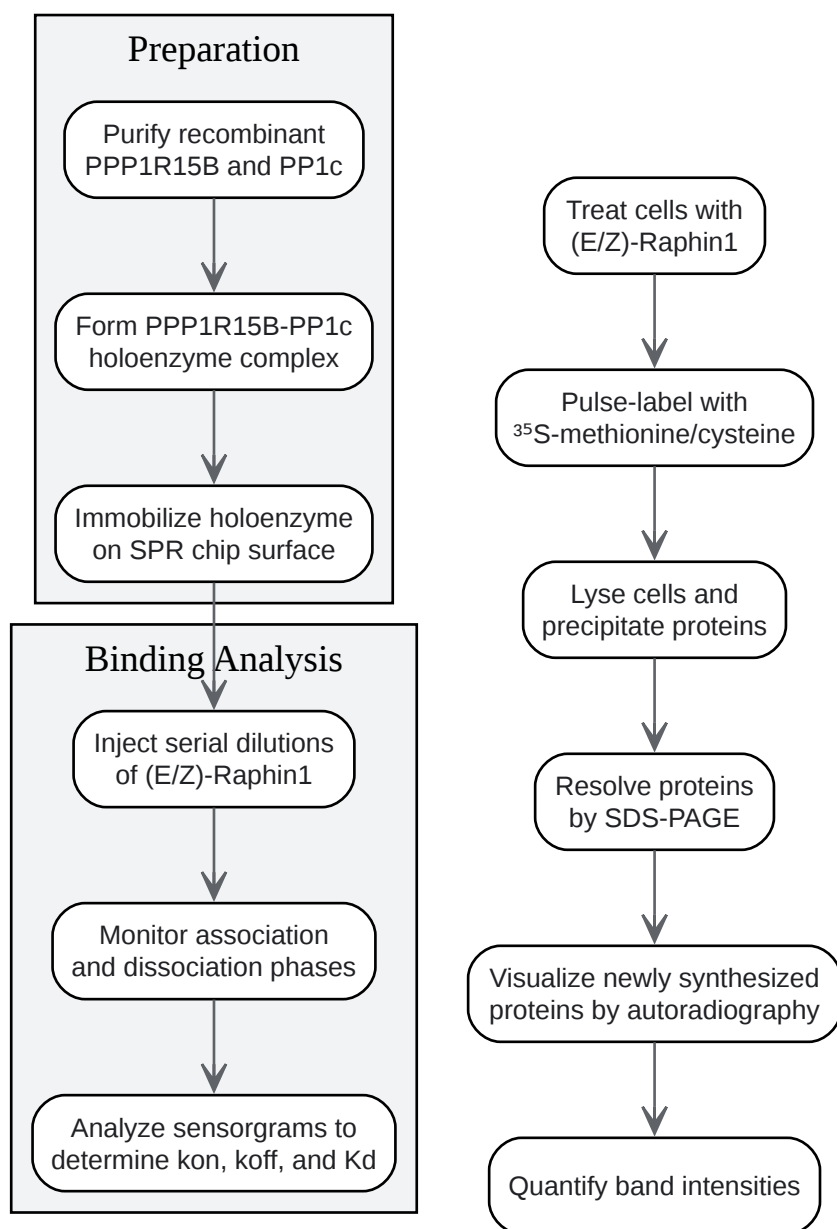 Preparation
Purify recombinant
PPP1R15B and PP1c
Form PPP1R15B-PP1c
holoenzyme complex
Immobilize holoenzyme
on SPR chip surface
Binding Analysis
Inject serial dilutions
of (E/Z)-Raphin1
Monitor association
and dissociation phases
Analyze sensorgrams to
determine kon, koff, and Kd
Treat cells with
(E/Z)-Raphin1
Pulse-label with
³⁵S-methionine/cysteine
Lyse cells and
precipitate proteins
Resolve proteins
by SDS-PAGE
Visualize newly synthesized
proteins by autoradiography
Quantify band intensities